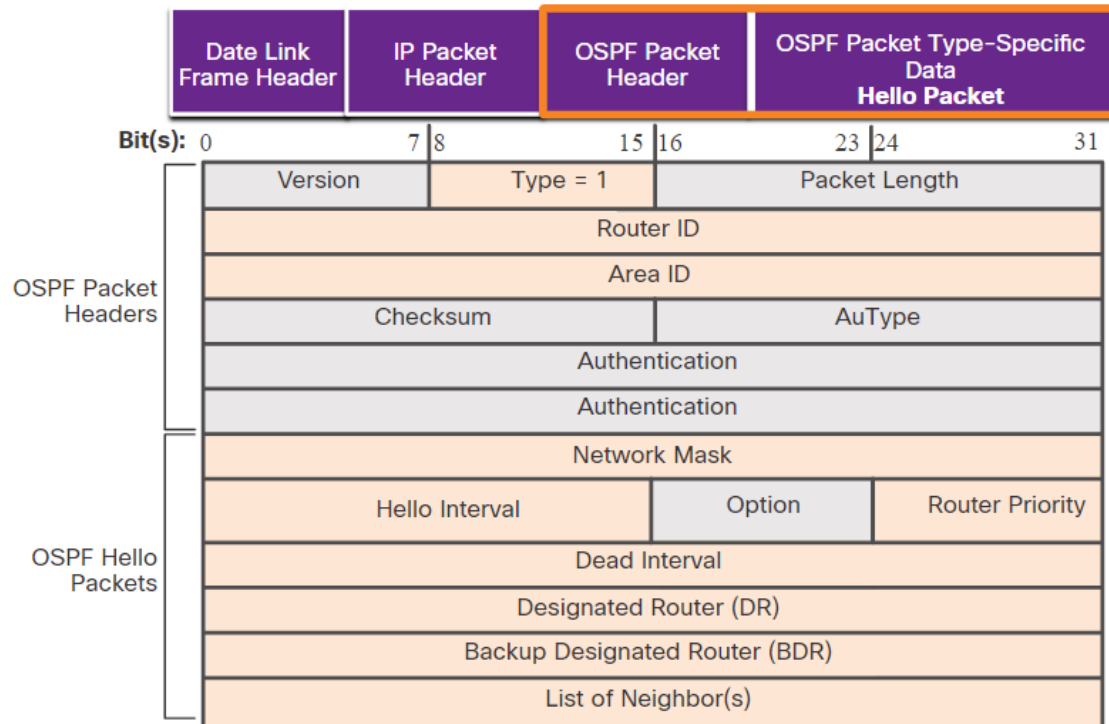 Date Link
Frame Header
IP Packet
Header
OSPF Packet
Header
OSPF Packet Type-Specific
Data
Hello Packet
Bit(s): 0 7 8 15 16 23 24 31
Version Type = 1 Packet Length
Router ID
Area ID
OSPF Packet
Headers
Checksum AuType
Authentication
Authentication
Network Mask
Hello Interval Option Router Priority
OSPF Hello
Packets
Dead Interval
Designated Router (DR)
Backup Designated Router (BDR)
List of Neighbor(s)